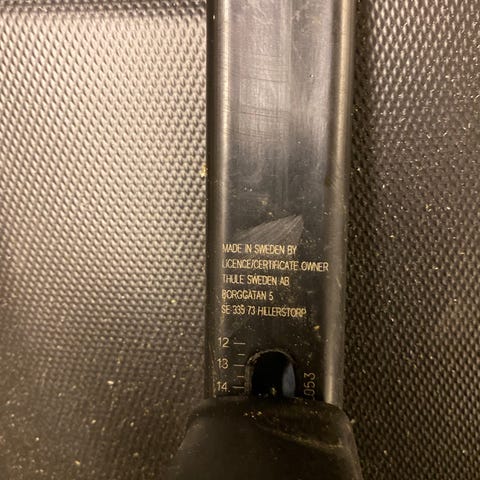 MADE IN SWEDEN BY
LICENCE/CERTIFICATE OWNER
THULE SWEDEN AB
BORGGATAN 5
SE 335 73 HILLERSTORP
12
13
14